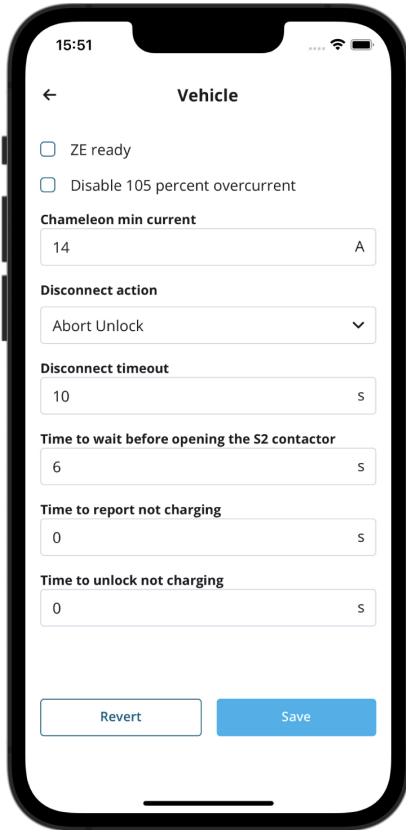 15:51
Vehicle
ZE ready
Disable 105 percent overcurrent
Chameleon min current
14 A
Disconnect action
Abort Unlock
Disconnect timeout
10 s
Time to wait before opening the S2 contactor
6 s
Time to report not charging
0 s
Time to unlock not charging
0 s
Revert Save